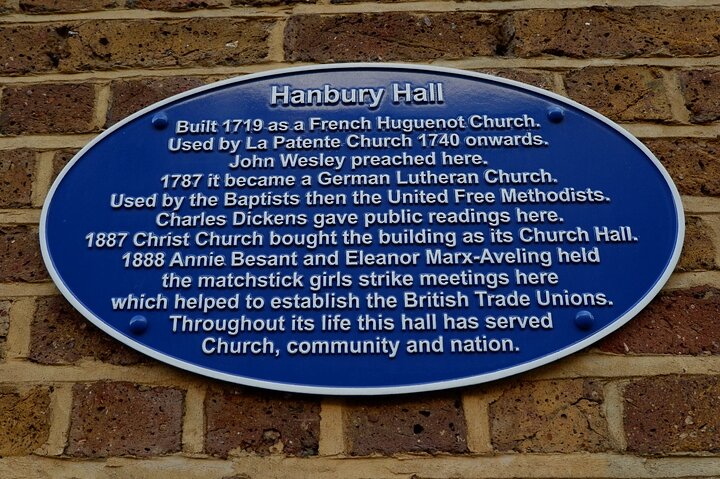 Hanbury Hall
Built 1719 as a French Huguenot Church.
Used by La Patente Church 1740 onwards.
John Wesley preached here.
1787 it became a German Lutheran Church.
Used by the Baptists then the United Free Methodists.
Charles Dickens gave public readings here.
1887 Christ Church bought the building as its Church Hall.
1888 Annie Besant and Eleanor Marx-Aveling held
the matchstick girls strike meetings here
which helped to establish the British Trade Unions.
Throughout its life this hall has served
Church, community and nation.